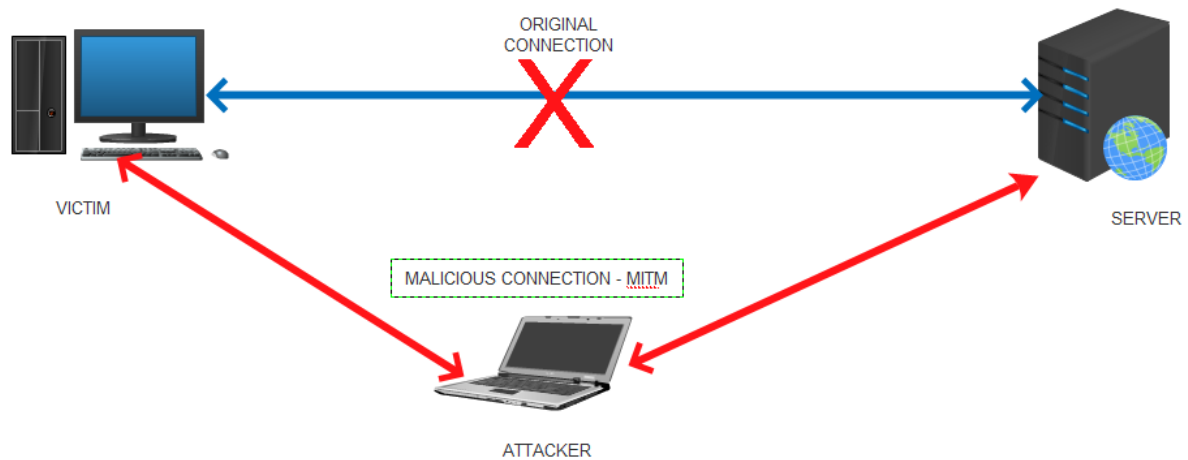 ORIGINAL
CONNECTION
VICTIM
SERVER
MALICIOUS CONNECTION - MITM
ATTACKER